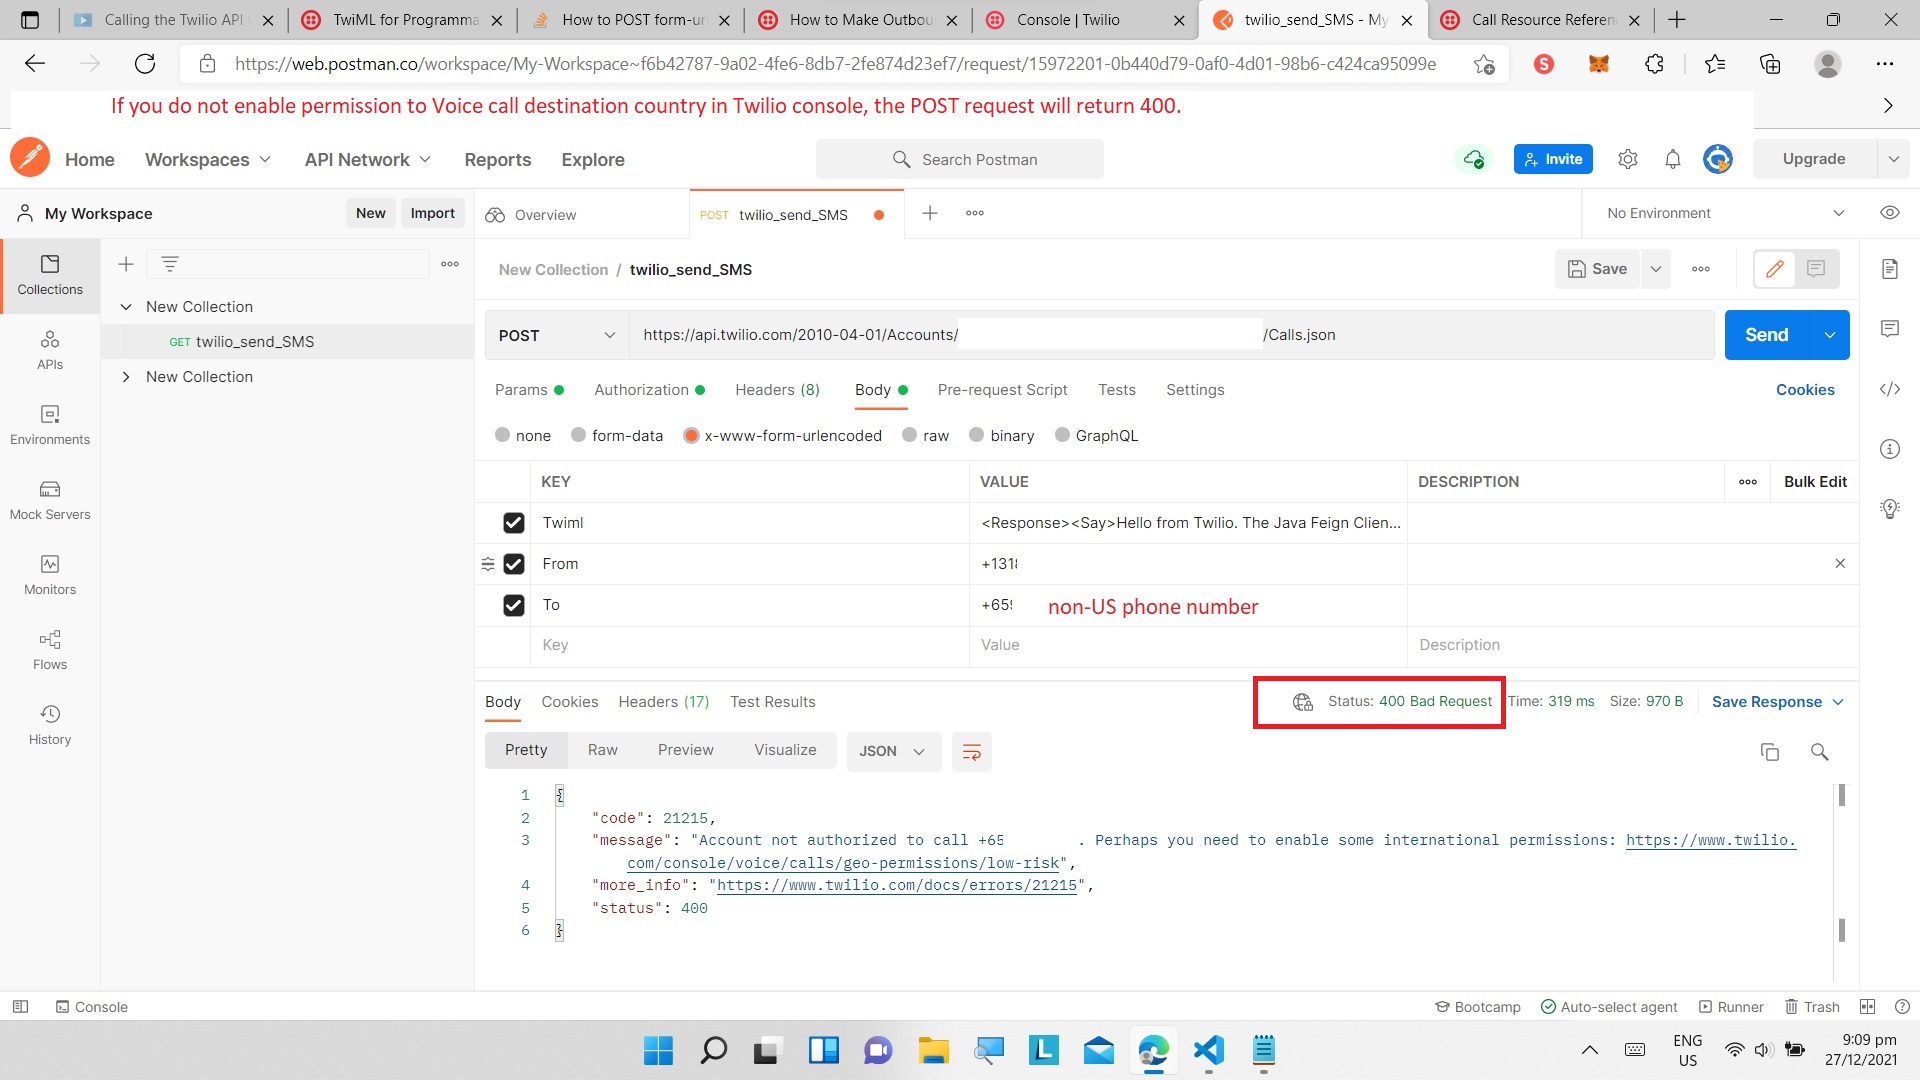 Calling the Twilio API v
TwiML for Programma
How to POST form-ur
How to Make Outbou
Console | Twilio
twilio_send_SMS - My
Call Resource Referen
https://web.postman.co/workspace/My-Workspace~f6b42787-9a02-4fe6-8db7-2fe874d23ef7/request/15972201-0b440d79-0af0-4d01-98b6-c424ca95099e
If you do not enable permission to Voice call destination country in Twilio console, the POST request will return 400.
Home Workspaces API Network Reports Explore Search Postman Invite Upgrade
My Workspace New Import Overview POST twilio_send_SMS No Environment
Collections
APIs
Environments
Mock Servers
Monitors
Flows
History
New Collection
GET twilio_send_SMS
New Collection
New Collection / twilio_send_SMS Save
POST https://api.twilio.com/2010-04-01/Accounts/ /Calls.json Send
Params Authorization Headers (8) Body Pre-request Script Tests Settings Cookies
none form-data x-www-form-urlencoded raw binary GraphQL
KEY VALUE DESCRIPTION Bulk Edit
Twiml <Response><Say>Hello from Twilio. The Java Feign Clien...
From +1318
To +659 non-US phone number
Key Value Description
Body Cookies Headers (17) Test Results Status: 400 Bad Request Time: 319 ms Size: 970 B Save Response
Pretty Raw Preview Visualize JSON
1 {
2 "code": 21215,
3 "message": "Account not authorized to call +65 . Perhaps you need to enable some international permissions: https://www.twilio.
com/console/voice/calls/geo-permissions/low-risk",
4 "more_info": "https://www.twilio.com/docs/errors/21215",
5 "status": 400
6 }
Console Bootcamp Auto-select agent Runner Trash
ENG
US
9:09 pm
27/12/2021